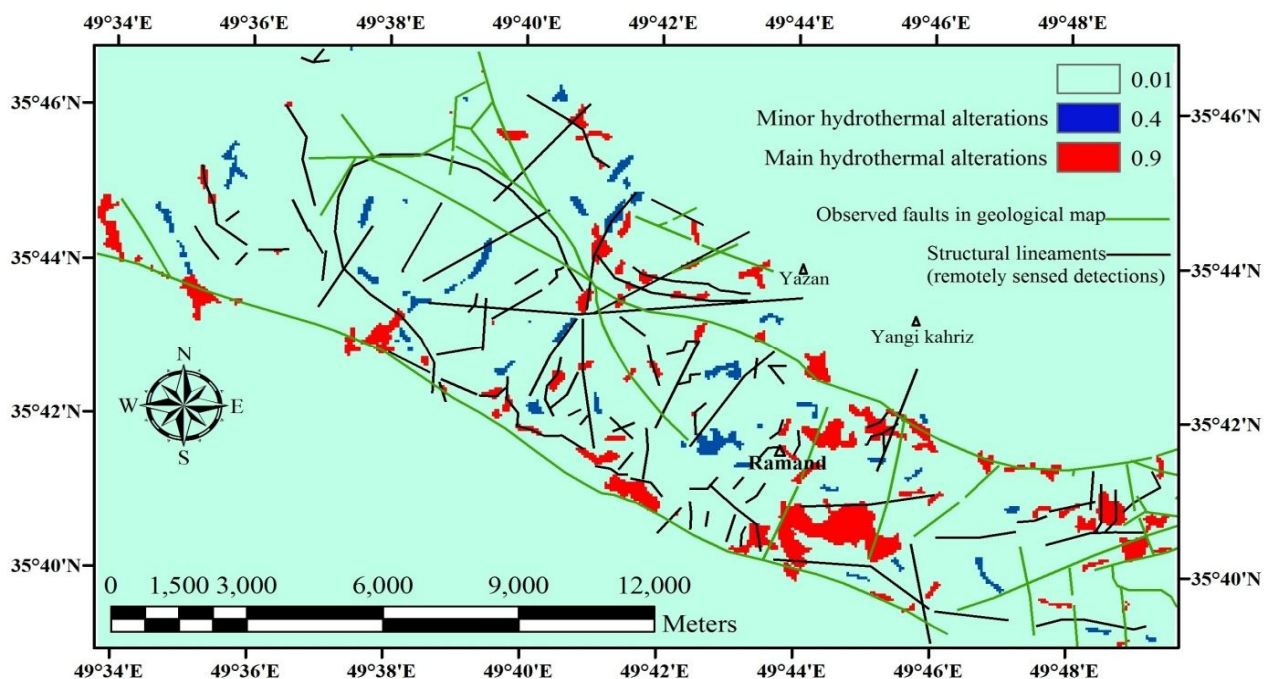 49°34'E 49°36'E 49°38'E 49°40'E 49°42'E 49°44'E 49°46'E 49°48'E
35°46'N 35°46'N
0.01
Minor hydrothermal alterations 0.4
Main hydrothermal alterations 0.9
Observed faults in geological map
Structural lineaments
(remotely sensed detections)
35°44'N 35°44'N
Yazan
Yangi kahriz
N
W E
S
35°42'N 35°42'N
Ramand
35°40'N 35°40'N
0 1,500 3,000 6,000 9,000 12,000
Meters
49°34'E 49°36'E 49°38'E 49°40'E 49°42'E 49°44'E 49°46'E 49°48'E